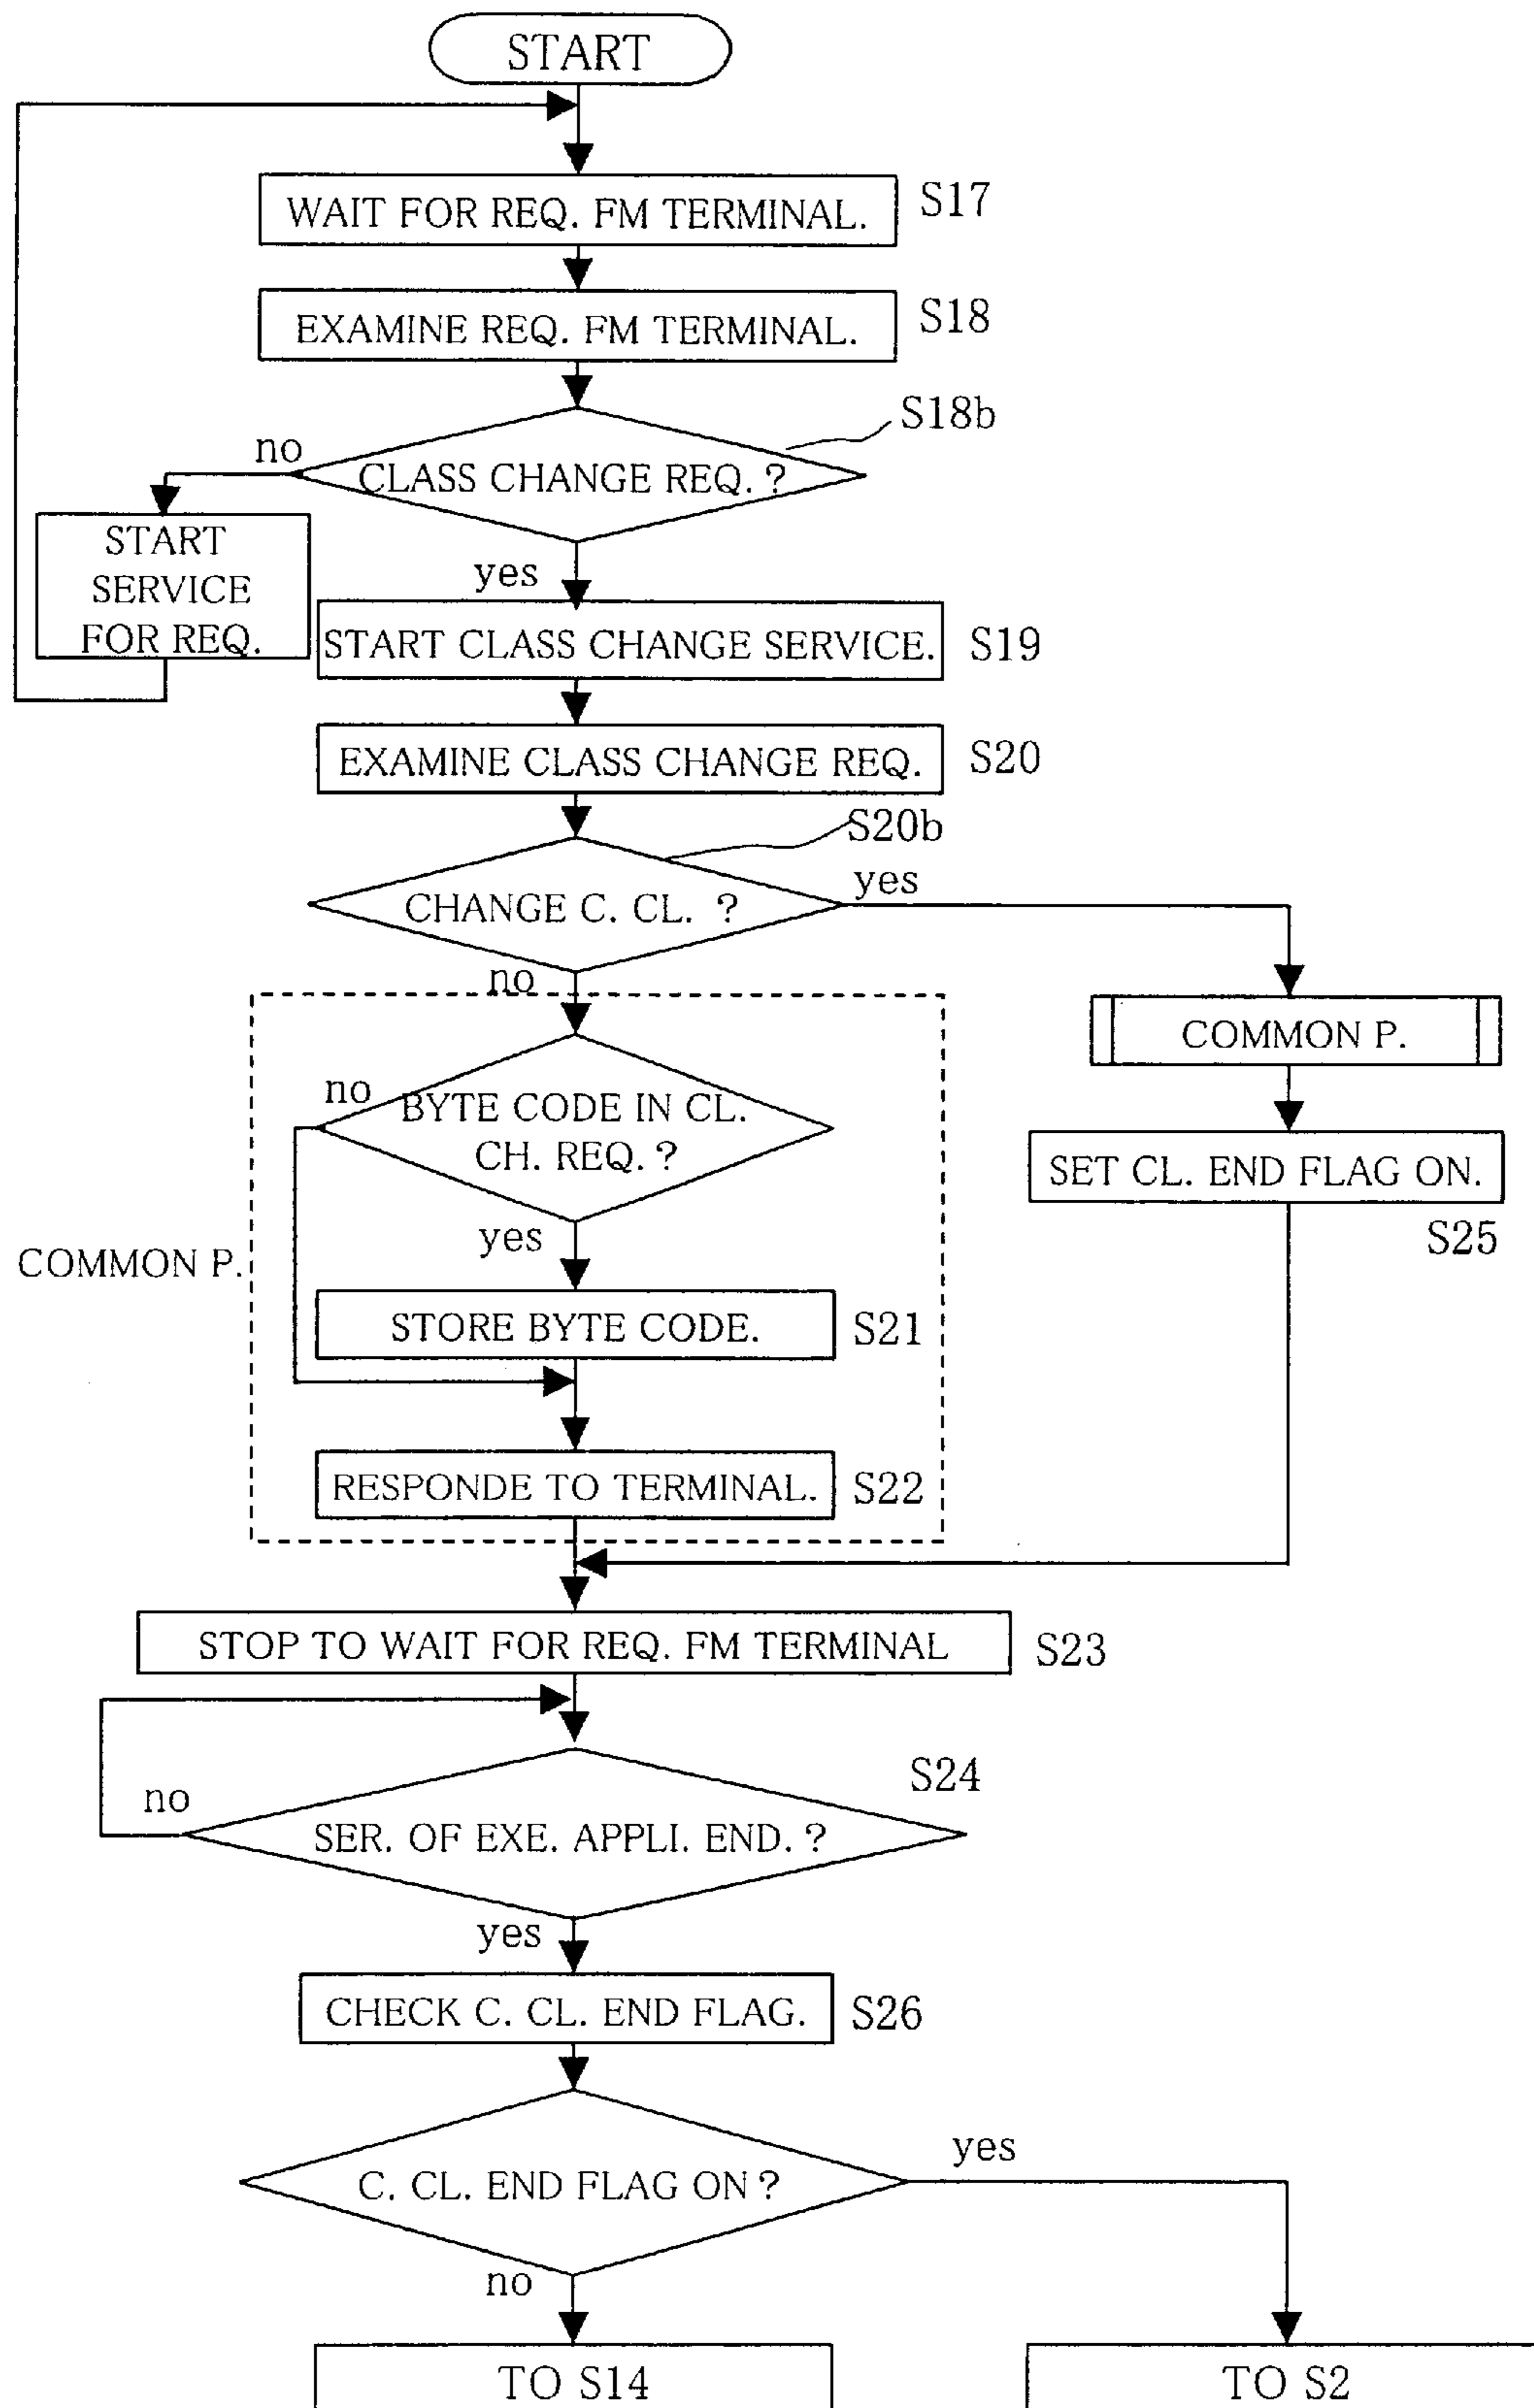 START
WAIT FOR REQ. FM TERMINAL.
S17
EXAMINE REQ. FM TERMINAL.
S18
S18b
no
CLASS CHANGE REQ. ?
START
SERVICE
FOR REQ.
yes
START CLASS CHANGE SERVICE.
S19
EXAMINE CLASS CHANGE REQ.
S20
S20b
yes
CHANGE C. CL. ?
no
COMMON P.
no
BYTE CODE IN CL.
CH. REQ. ?
SET CL. END FLAG ON.
S25
yes
COMMON P.
STORE BYTE CODE.
S21
RESPONDE TO TERMINAL.
S22
STOP TO WAIT FOR REQ. FM TERMINAL
S23
S24
no
SER. OF EXE. APPLI. END. ?
yes
CHECK C. CL. END FLAG.
S26
yes
C. CL. END FLAG ON ?
no
TO S14
TO S2